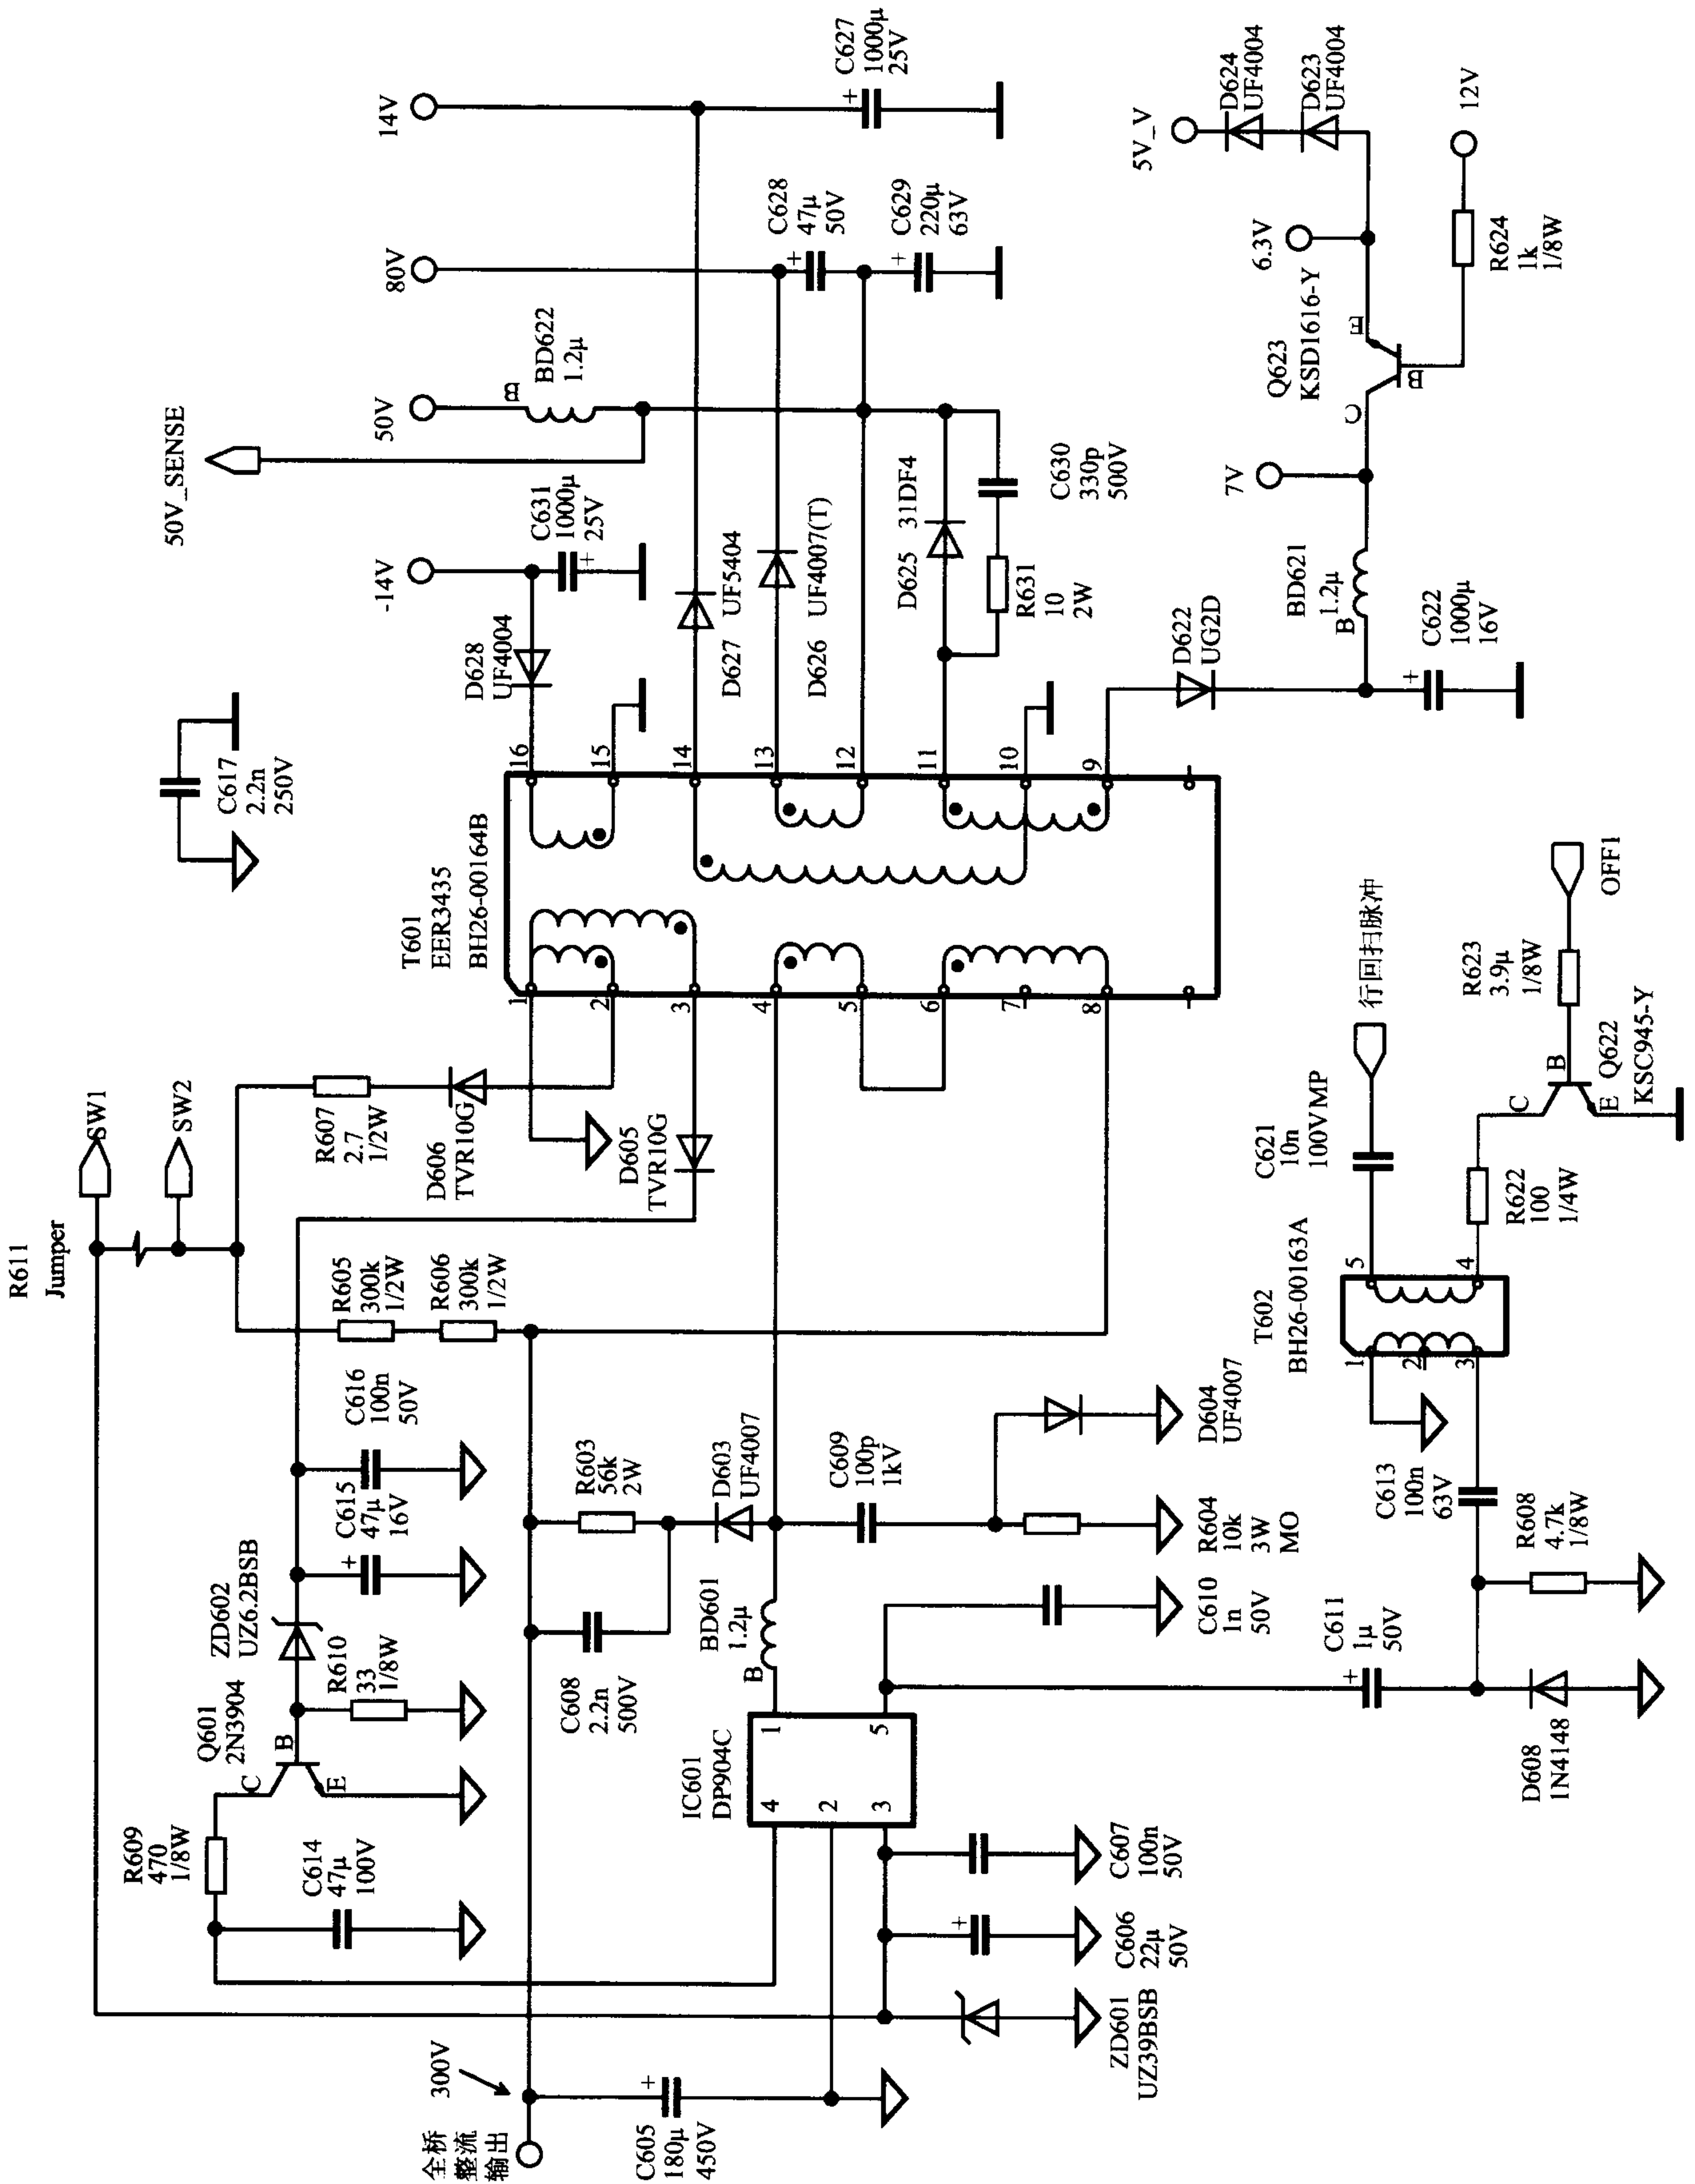 R611
Jumper
SW1
SW2
50V_SENSE
R609
470
1/8W
Q601
2N3904
C
B
E
ZD602
UZ6.2BSB
R610
33
1/8W
C614
47μ
100V
C615
47μ
16V
C616
100n
50V
R605
300k
1/2W
R606
300k
1/2W
R607
2.7
1/2W
D606
TVR10G
D605
TVR10G
C617
2.2n
250V
T601
EER3435
BH26-00164B
1
2
3
4
5
6
7
8
16
15
14
13
12
11
10
9
D628
UF4004
-14V
C631
1000μ
25V
50V
B
BD622
1.2μ
80V
14V
C628
47μ
50V
C629
220μ
63V
C627
1000μ
25V
D627
UF5404
D626
UF4007(T)
D625
31DF4
R631
10
2W
C630
330p
500V
全桥
整流
输出
300V
C605
180μ
450V
IC601
DP904C
4
2
3
1
5
C608
2.2n
500V
R603
56k
2W
D603
UF4007
B
BD601
1.2μ
C609
100p
1kV
R604
10k
3W
MO
D604
UF4007
C610
1n
50V
ZD601
UZ39BSB
C606
22μ
50V
C607
100n
50V
C611
1μ
50V
D608
1N4148
R608
4.7k
1/8W
C613
100n
63V
T602
BH26-00163A
1
2
3
5
4
C621
10n
100VMP
行回扫脉冲
R622
100
1/4W
C
B
E
Q622
KSC945-Y
R623
3.9μ
1/8W
OFF1
D622
UG2D
C622
1000μ
16V
B
BD621
1.2μ
7V
Q623
KSD1616-Y
C
B
E
6.3V
5V_V
D624
UF4004
D623
UF4004
R624
1k
1/8W
12V